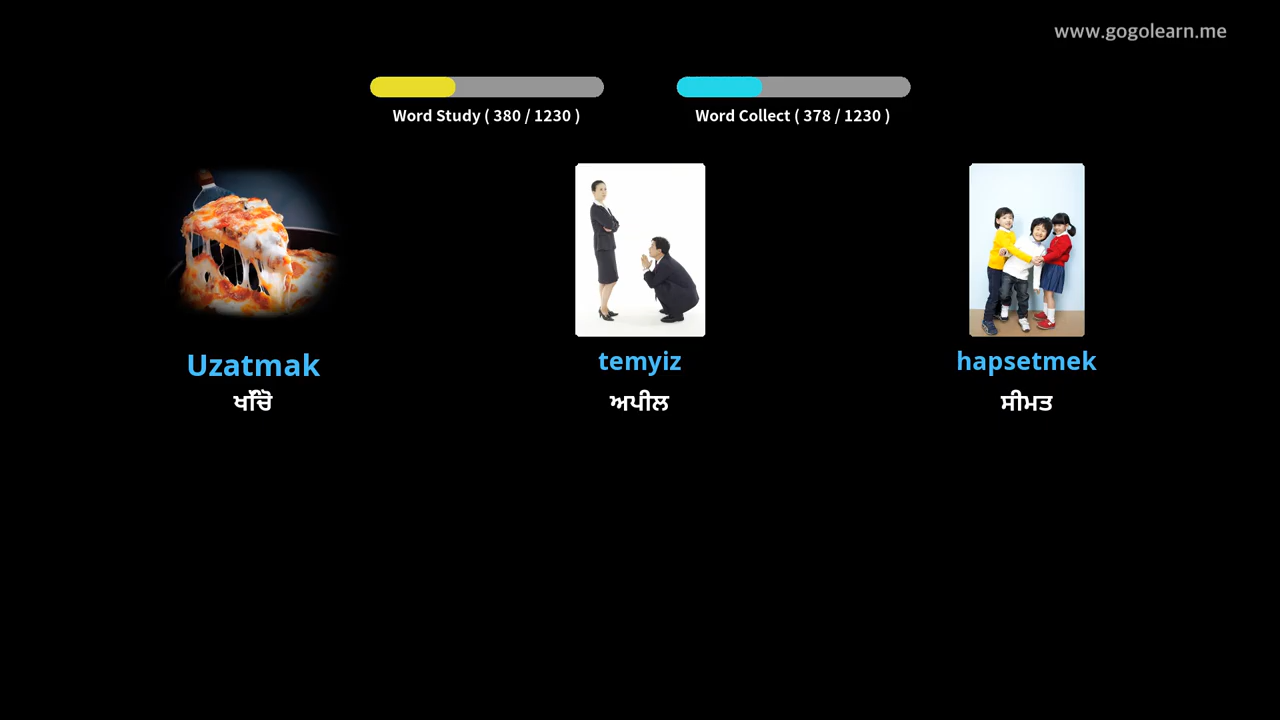 www.gogolearn.me
Word Study ( 380 / 1230 )
Word Collect ( 378 / 1230 )
Uzatmak
temyiz
hapsetmek
ਖਿੱਚੋ
ਅਪੀਲ
ਸੀਮਤ